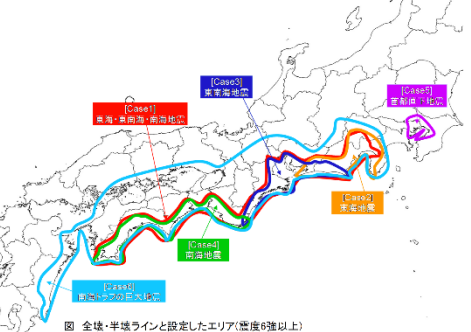 [Case3]
東南海地震
[Case5]
首都直下地震
[Case1]
東海・東南海・南海地震
[Case2]
東海地震
[Case4]
南海地震
[Case6]
南海トラフの巨大地震
図 全壊・半壊ラインと設定したエリア(震度6強以上)